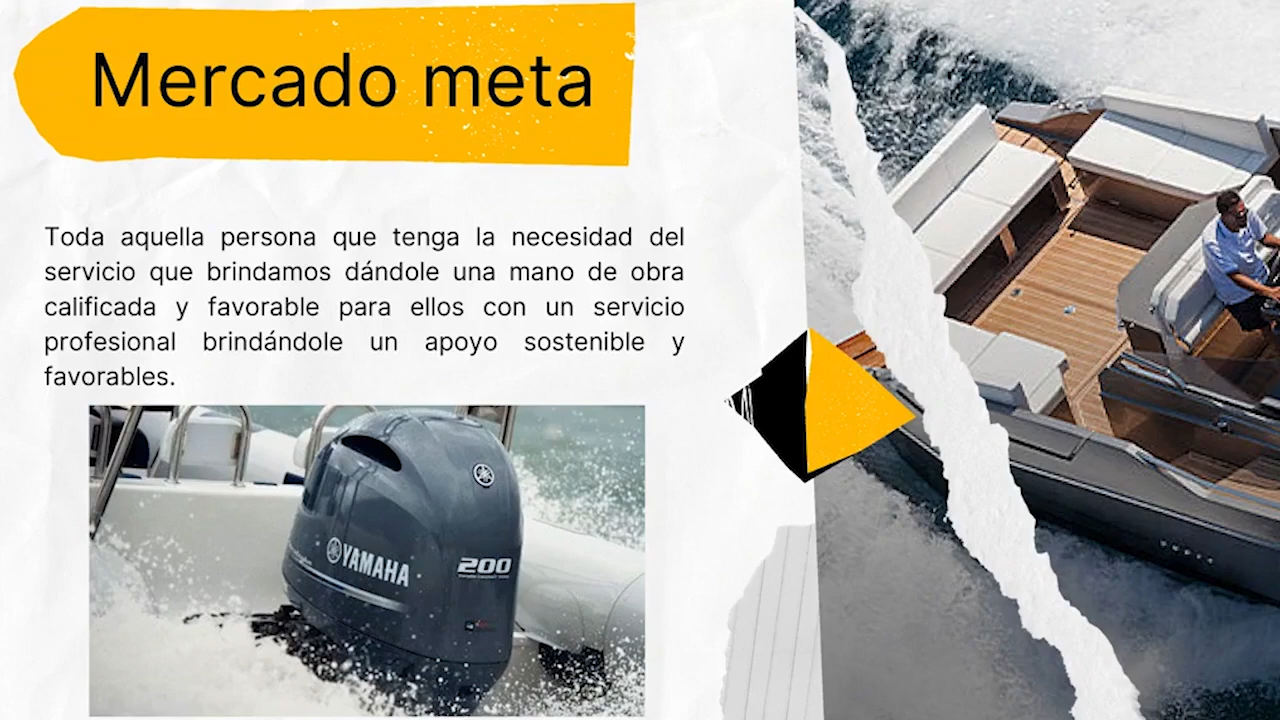 Mercado meta
Toda aquella persona que tenga la necesidad del
servicio que brindamos dándole una mano de obra
calificada y favorable para ellos con un servicio
profesional brindándole un apoyo sostenible y
favorables.
YAMAHA
200